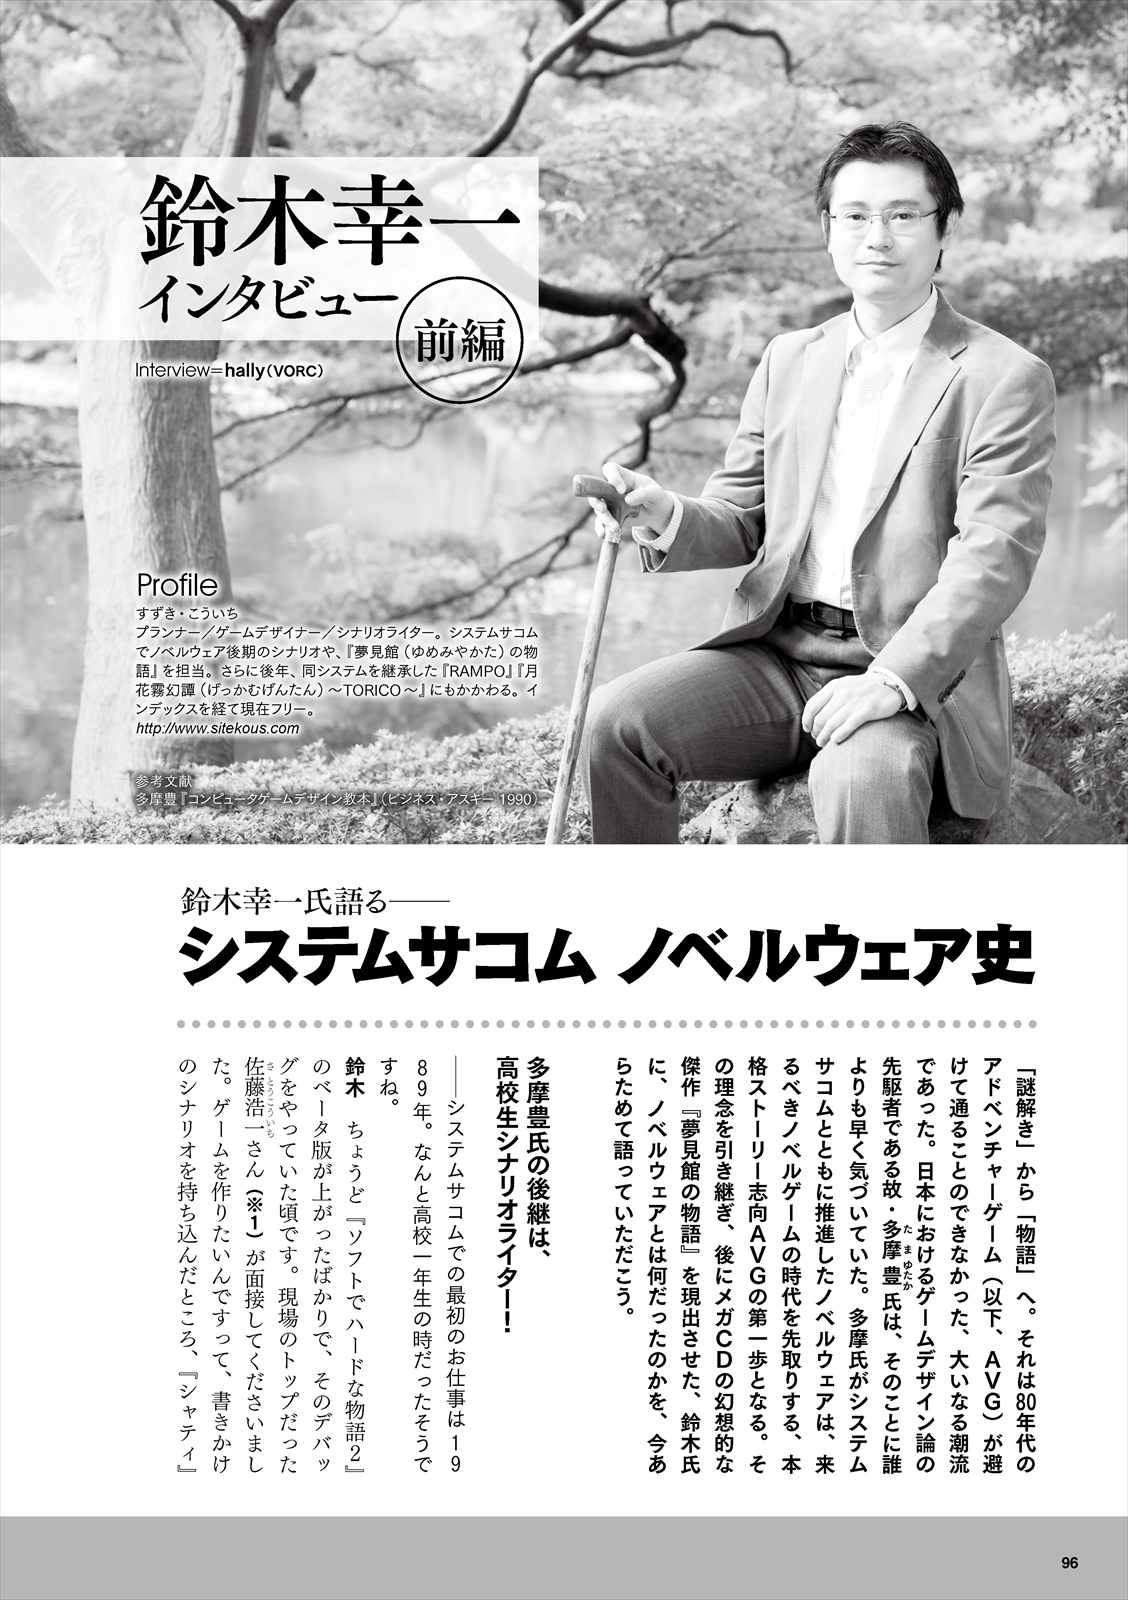 鈴木幸一
インタビュー
前編
Interview=hally(VORC)
Profile
すずき・こういち
プランナー／ゲームデザイナー／シナリオライター。システムサコム
でノベルウェア後期のシナリオや、『夢見館（ゆめみやかた）の物
語』を担当。さらに後年、同システムを継承した『RAMPO』『月
花霧幻譚（げっかむげんたん）～TORICO～』にもかかわる。イ
ンデックスを経て現在フリー。
http://www.sitekous.com
参考文献
多摩豊『コンピュータゲームデザイン教本』（ビジネス・アスキー 1990）
鈴木幸一氏語る――
システムサコム ノベルウェア史
「謎解き」から「物語」へ。それは80年代の
アドベンチャーゲーム（以下、ＡＶＧ）が避
けて通ることのできなかった、大いなる潮流
であった。日本におけるゲームデザイン論の
先駆者である故・多摩豊氏は、そのことに誰
たまゆたか
よりも早く気づいていた。多摩氏がシステム
サコムとともに推進したノベルウェアは、来
るべきノベルゲームの時代を先取りする、本
格ストーリー志向ＡＶＧの第一歩となる。そ
の理念を引き継ぎ、後にメガＣＤの幻想的な
傑作『夢見館の物語』を現出させた、鈴木氏
に、ノベルウェアとは何だったのかを、今あ
らためて語っていただこう。
多摩豊氏の後継は、
高校生シナリオライター！
――システムサコムでの最初のお仕事は１９
８９年。なんと高校一年生の時だったそうで
すね。
鈴木　ちょうど『ソフトでハードな物語２』
のベータ版が上がったばかりで、そのデバッ
グをやっていた頃です。現場のトップだった
佐藤浩一さん（※１）が面接してくださいまし
さとうこういち
た。ゲームを作りたいんですって、書きかけ
のシナリオを持ち込んだところ、『シャティ』
96